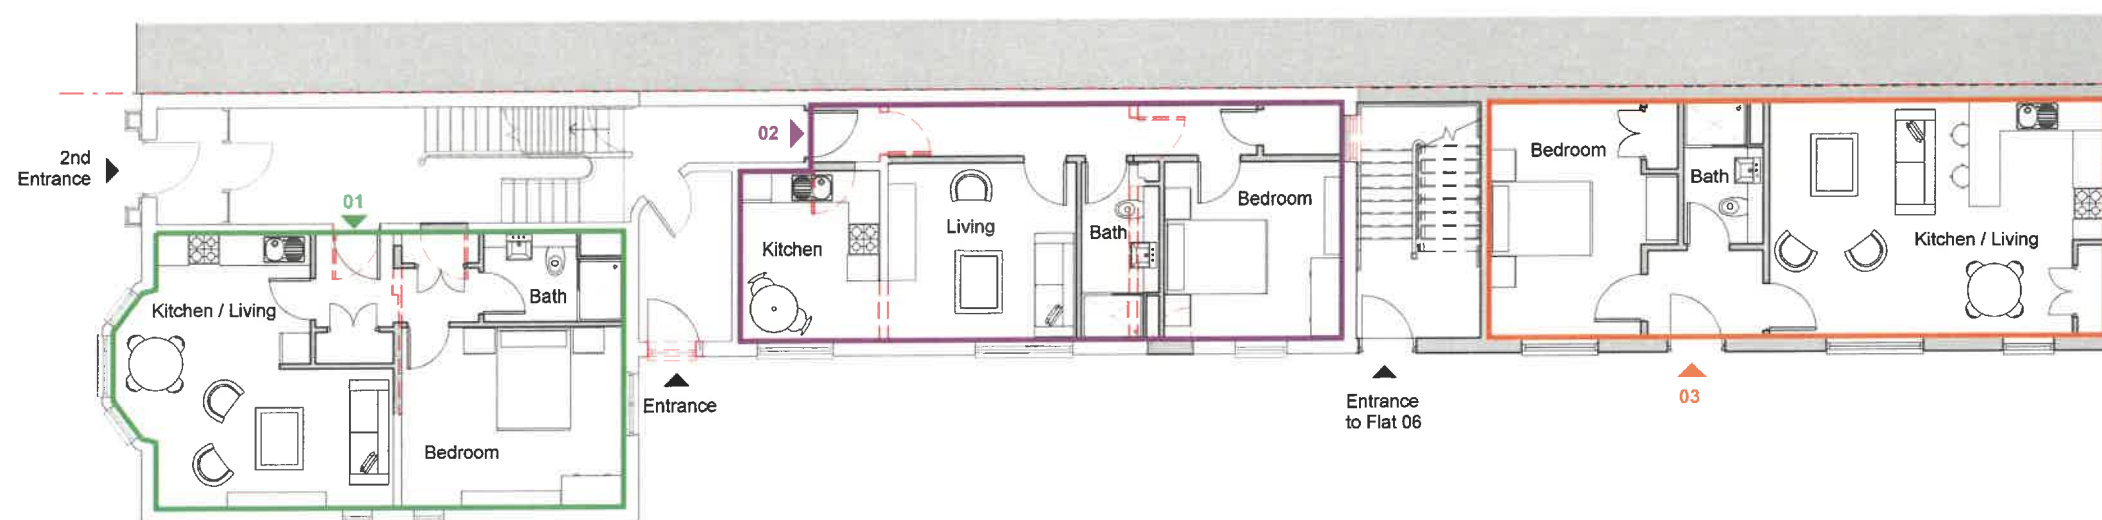 2nd
Entrance
01
Kitchen / Living
Bath
Bedroom
Entrance
02
Kitchen
Living
Bath
Bedroom
Entrance
to Flat 06
Bedroom
Bath
Kitchen / Living
03